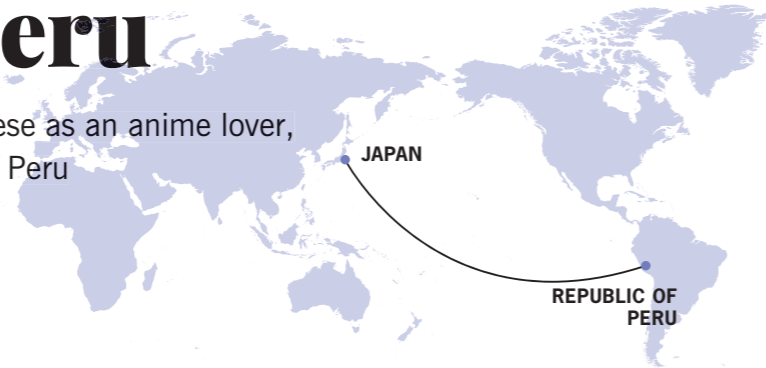 eru
ese as an anime lover,
Peru
JAPAN
REPUBLIC OF
PERU